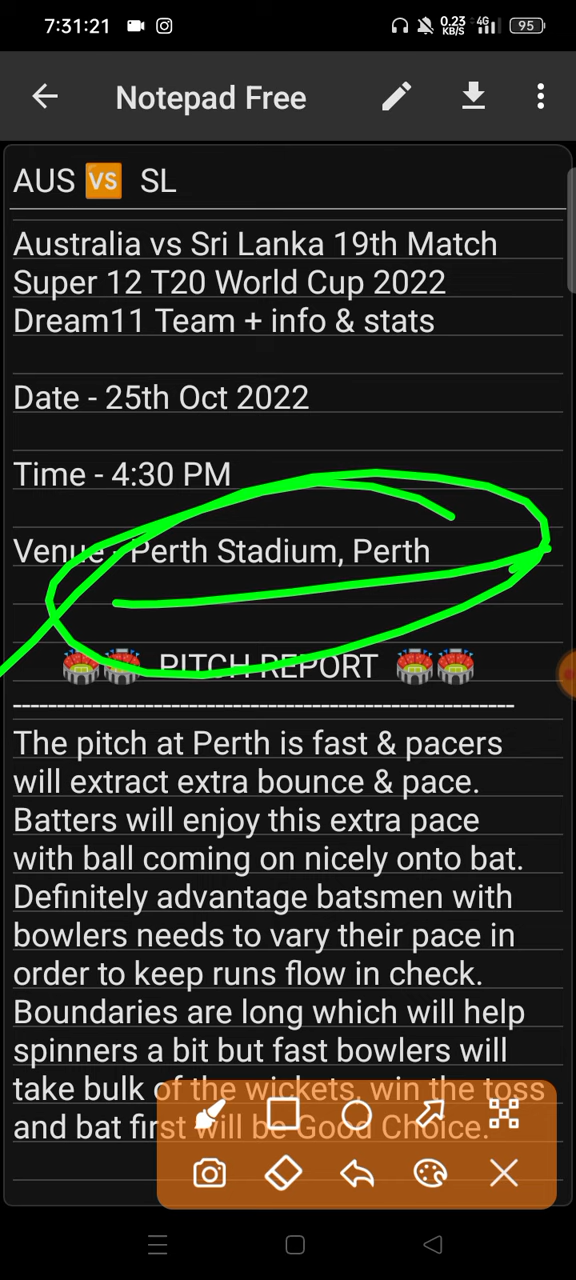 7:31:21 0.23 KB/S 4G 95
Notepad Free
AUS VS SL
Australia vs Sri Lanka 19th Match
Super 12 T20 World Cup 2022
Dream11 Team + info & stats
Date - 25th Oct 2022
Time - 4:30 PM
Venue - Perth Stadium, Perth
PITCH REPORT
---------------------------------------------------------
The pitch at Perth is fast & pacers
will extract extra bounce & pace.
Batters will enjoy this extra pace
with ball coming on nicely onto bat.
Definitely advantage batsmen with
bowlers needs to vary their pace in
order to keep runs flow in check.
Boundaries are long which will help
spinners a bit but fast bowlers will
take bulk of the wickets, win the toss
and bat first will be Good Choice.